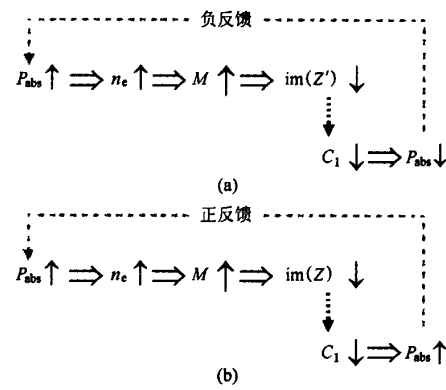 负反馈
P_abs ↑ ⇒ n_e ↑ ⇒ M ↑ ⇒ im(Z′) ↓
C_1 ↓ ⇒ P_abs ↓
(a)
正反馈
P_abs ↑ ⇒ n_e ↑ ⇒ M ↑ ⇒ im(Z) ↓
C_1 ↓ ⇒ P_abs ↑
(b)